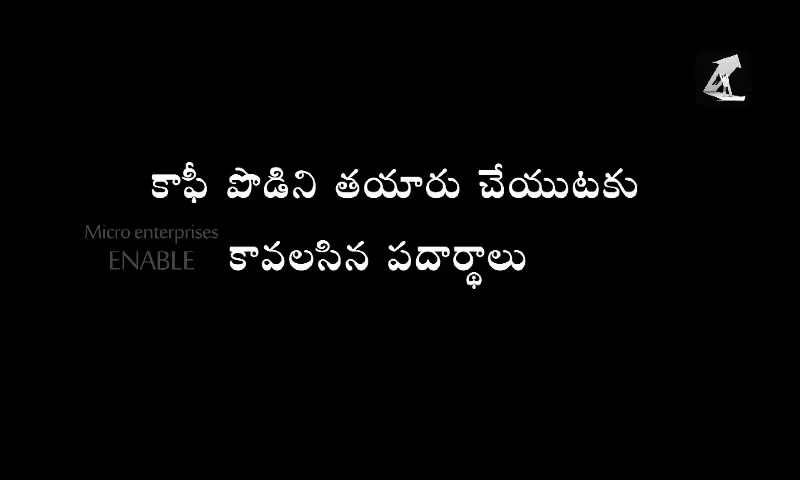 కాఫీ పొడిని తయారు చేయుటకు
Micro enterprises
ENABLE
కావలసిన పదార్థాలు